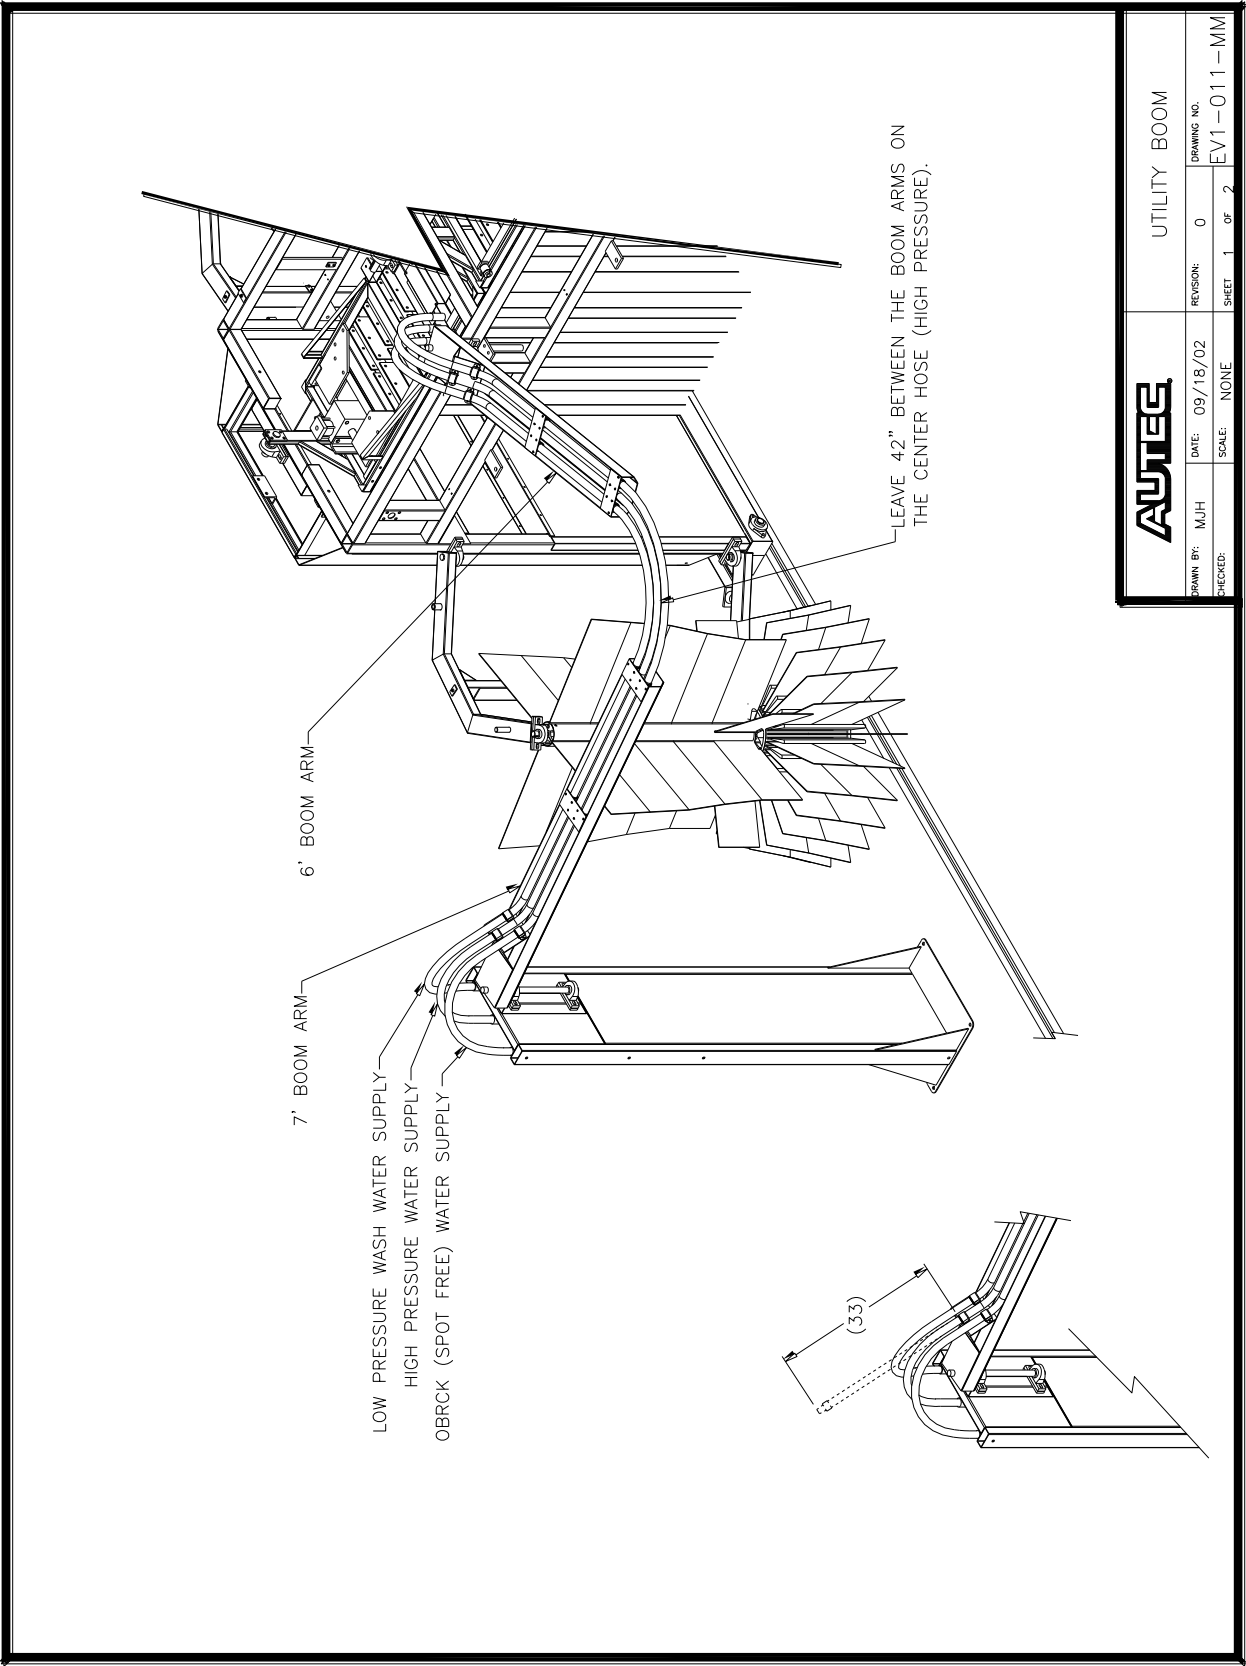 6' BOOM ARM
7' BOOM ARM
LOW PRESSURE WASH WATER SUPPLY
HIGH PRESSURE WATER SUPPLY
OBRCK (SPOT FREE) WATER SUPPLY
LEAVE 42" BETWEEN THE BOOM ARMS ON
THE CENTER HOSE (HIGH PRESSURE).
(33)
AUTEC
UTILITY BOOM
DRAWN BY: MJH
DATE: 09/18/02
REVISION: 0
DRAWING NO.
EV1-011-MM
CHECKED:
SCALE: NONE
SHEET 1 OF 2